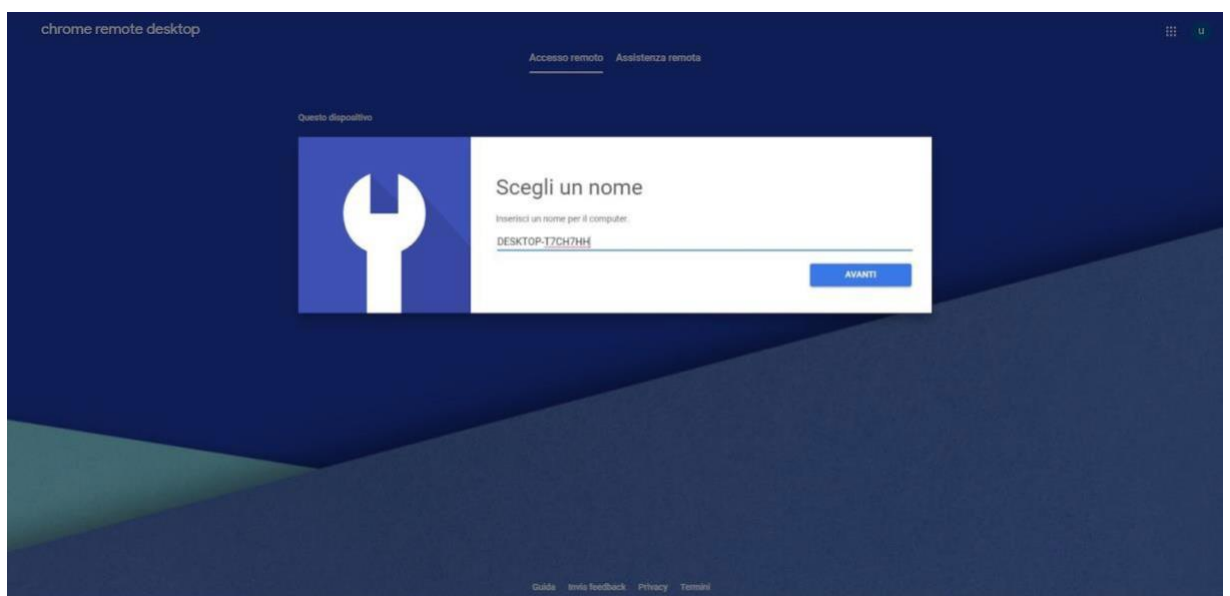 chrome remote desktop
u
Accesso remoto Assistenza remota
Questo dispositivo
Scegli un nome
Inserisci un nome per il computer.
DESKTOP-T7CH7HH
AVANTI
Guida Invia feedback Privacy Termini